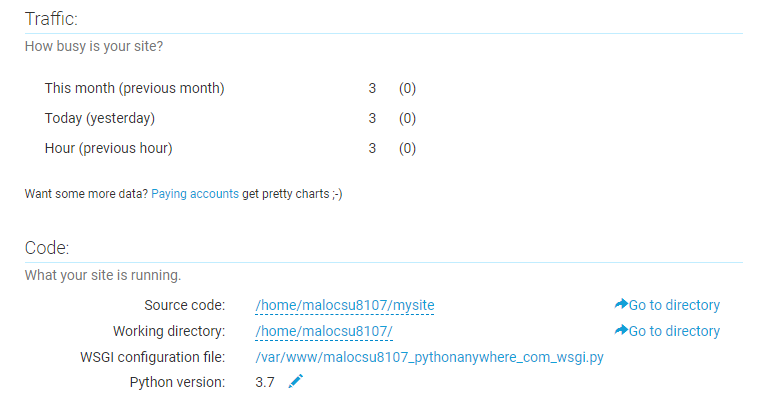 Traffic:
How busy is your site?
This month (previous month) 3 (0)
Today (yesterday) 3 (0)
Hour (previous hour) 3 (0)
Want some more data? Paying accounts get pretty charts ;-)
Code:
What your site is running.
Source code: /home/malocsu8107/mysite Go to directory
Working directory: /home/malocsu8107/ Go to directory
WSGI configuration file: /var/www/malocsu8107_pythonanywhere_com_wsgi.py
Python version: 3.7